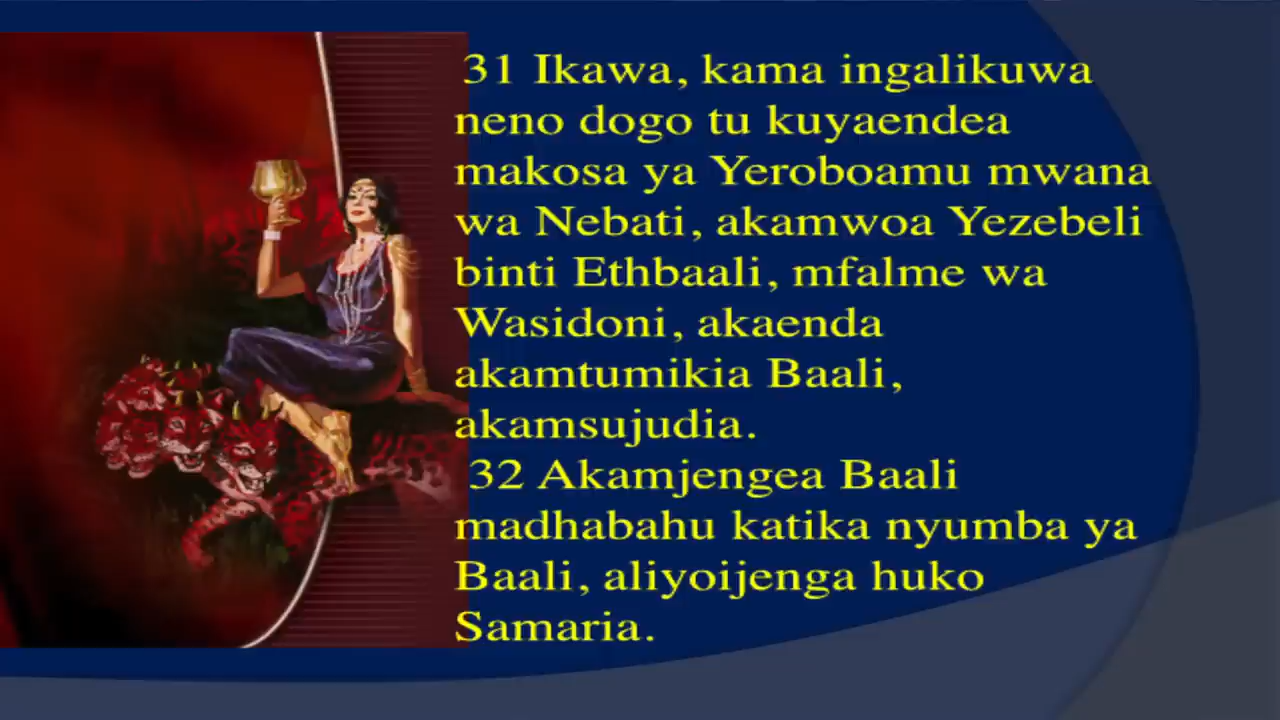 31 Ikawa, kama ingalikuwa
neno dogo tu kuyaendea
makosa ya Yeroboamu mwana
wa Nebati, akamwoa Yezebeli
binti Ethbaali, mfalme wa
Wasidoni, akaenda
akamtumikia Baali,
akamsujudia.
32 Akamjengea Baali
madhabahu katika nyumba ya
Baali, aliyoijenga huko
Samaria.